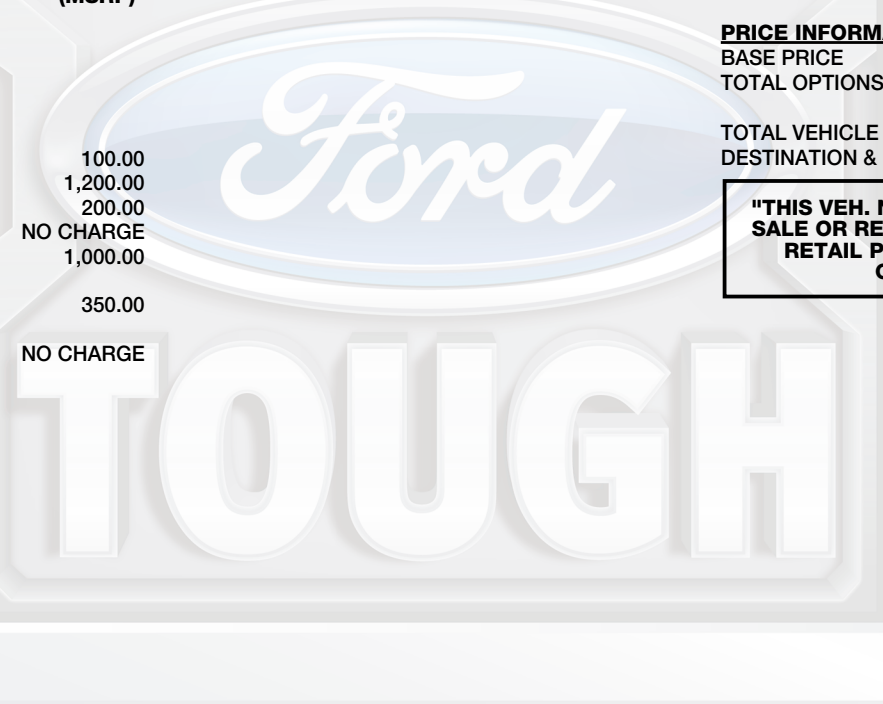 (MSRP)
100.00
1,200.00
200.00
NO CHARGE
1,000.00
350.00
NO CHARGE
PRICE INFORM
BASE PRICE
TOTAL OPTIONS
TOTAL VEHICLE
DESTINATION &
"THIS VEH.
SALE OR RE
RETAIL P
Ford
TOUGH